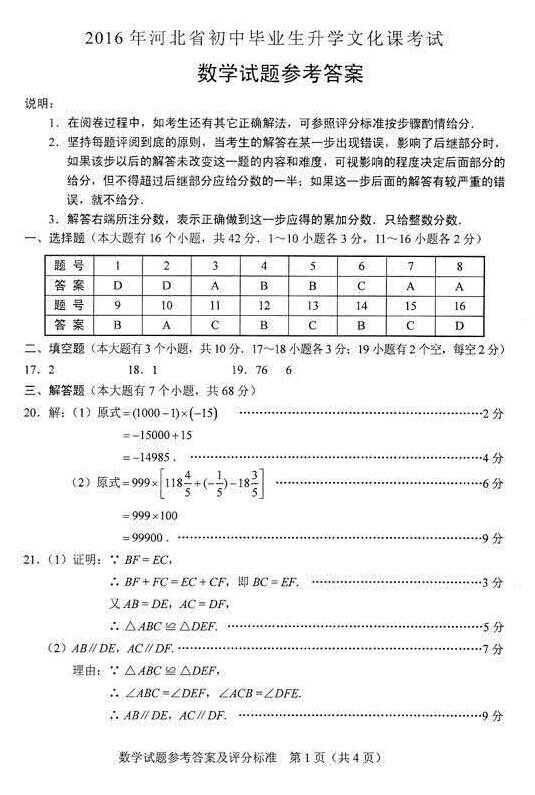 2016年河北省初中毕业生升学文化课考试
数学试题参考答案
说明：
1．在阅卷过程中，如考生还有其它正确解法，可参照评分标准按步骤酌情给分．
2．坚持每题评阅到底的原则，当考生的解答在某一步出现错误，影响了后继部分时，
如果该步以后的解答未改变这一题的内容和难度，可视影响的程度决定后面部分的
给分，但不得超过后继部分应给分数的一半；如果这一步后面的解答有较严重的错
误，就不给分．
3．解答右端所注分数，表示正确做到这一步应得的累加分数．只给整数分数．
一、选择题（本大题有16个小题，共42分．1～10小题各3分，11～16小题各2分）
题 号 1 2 3 4 5 6 7 8
答 案 D D A B B C A A
题 号 9 10 11 12 13 14 15 16
答 案 B A C B C B C D
二、填空题（本大题有3个小题，共10分．17～18小题各3分；19小题有2个空，每空2分）
17．2 18．1 19．76 6
三、解答题（本大题有7个小题，共68分）
20．解：（1）原式=(1000－1)×(－15) ……2分
=－15000+15
=－14985． ……4分
（2）原式=999×[118 4/5+(－1/5)－18 3/5] ……6分
=999×100
=99900． ……9分
21．（1）证明：∵ BF = EC，
∴ BF + FC = EC + CF，即 BC = EF． ……3分
又 AB = DE，AC = DF，
∴ △ABC ≌ △DEF． ……5分
（2）AB∥DE，AC∥DF． ……7分
理由：∵ △ABC ≌ △DEF，
∴ ∠ABC =∠DEF，∠ACB =∠DFE．
∴ AB∥DE，AC∥DF． ……9分
数学试题参考答案及评分标准 第1页（共4页）